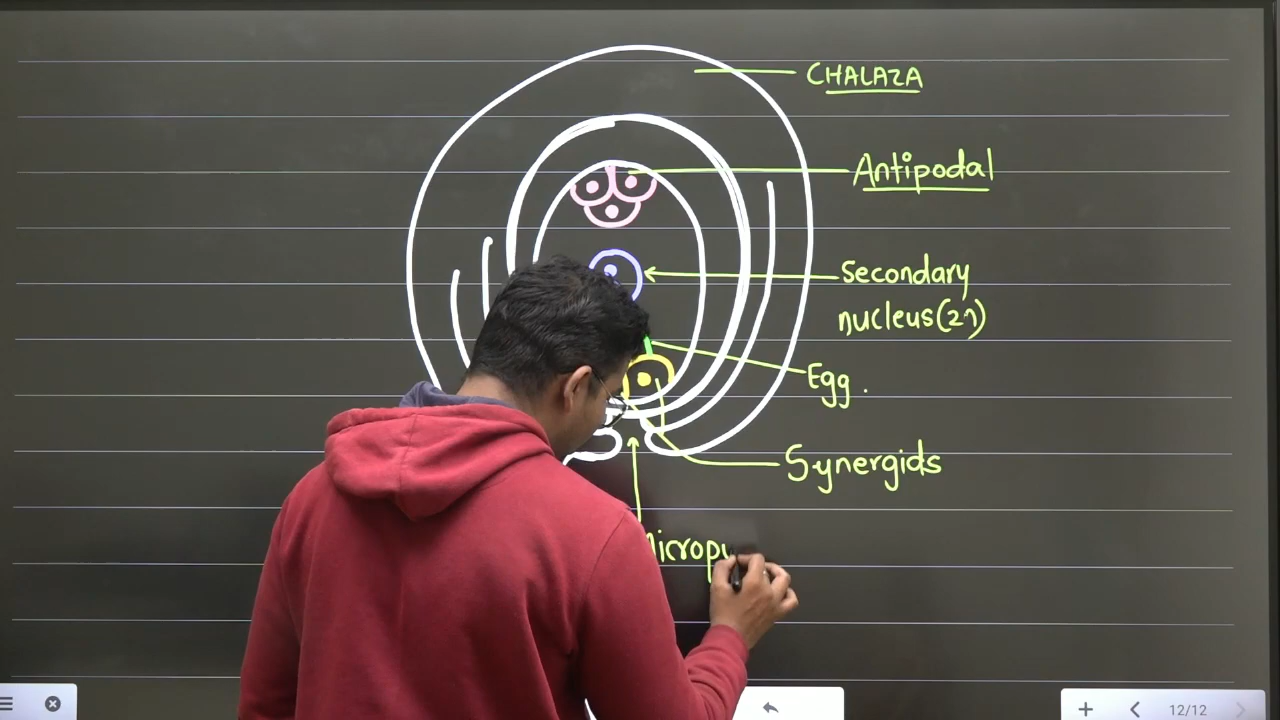 CHALAZA
Antipodal
Secondary
nucleus(2n)
Egg.
Synergids
12/12